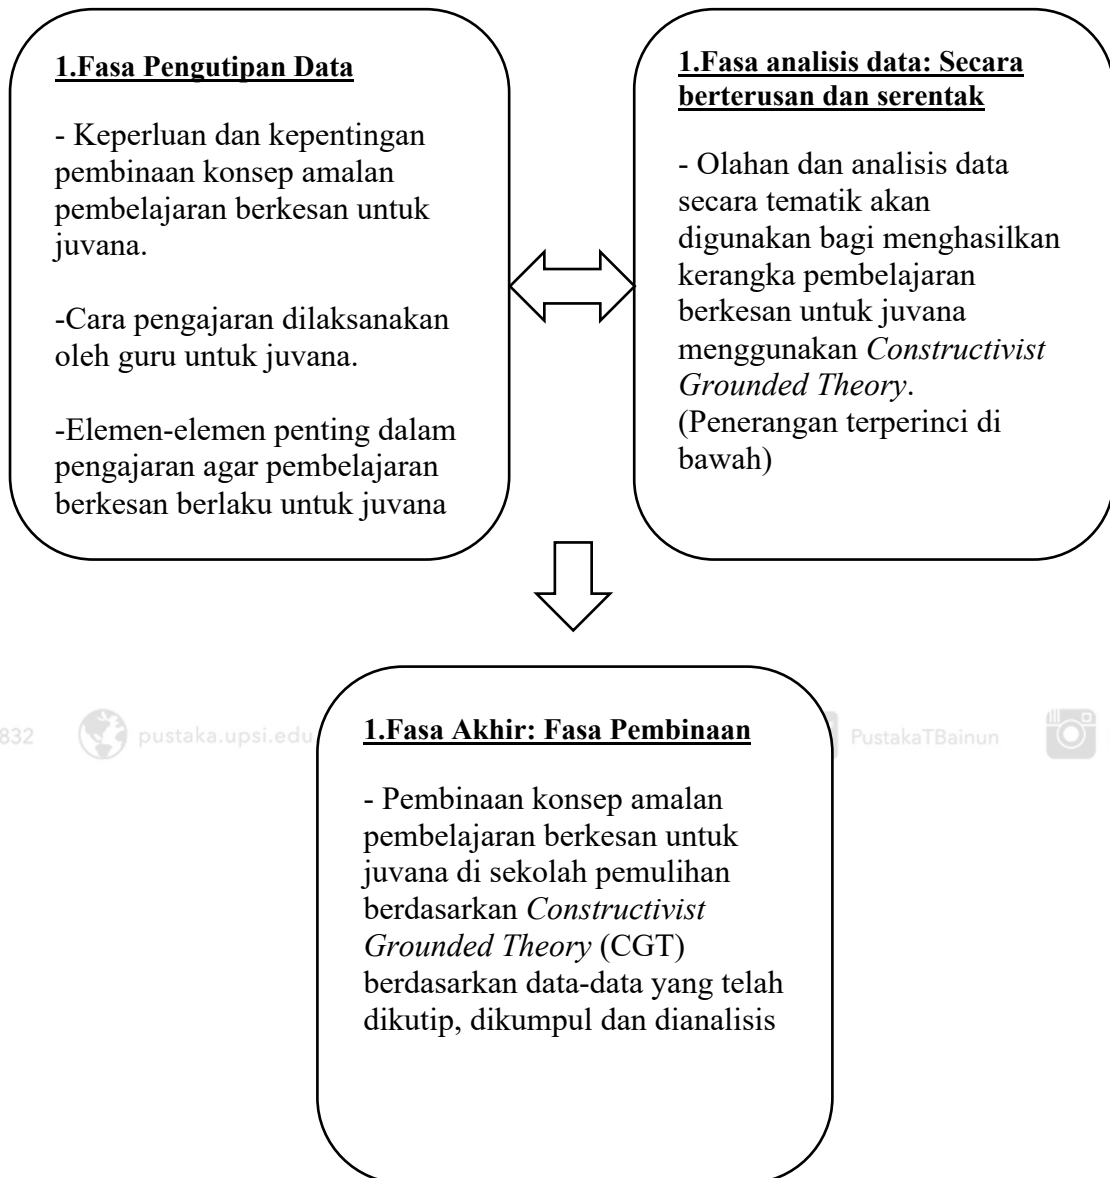 1.Fasa Pengutipan Data
- Keperluan dan kepentingan
pembinaan konsep amalan
pembelajaran berkesan untuk
juvana.
-Cara pengajaran dilaksanakan
oleh guru untuk juvana.
-Elemen-elemen penting dalam
pengajaran agar pembelajaran
berkesan berlaku untuk juvana
1.Fasa analisis data: Secara
berterusan dan serentak
- Olahan dan analisis data
secara tematik akan
digunakan bagi menghasilkan
kerangka pembelajaran
berkesan untuk juvana
menggunakan Constructivist
Grounded Theory.
(Penerangan terperinci di
bawah)
832
pustaka.upsi.edu
PustakaTBainun
1.Fasa Akhir: Fasa Pembinaan
- Pembinaan konsep amalan
pembelajaran berkesan untuk
juvana di sekolah pemulihan
berdasarkan Constructivist
Grounded Theory (CGT)
berdasarkan data-data yang telah
dikutip, dikumpul dan dianalisis